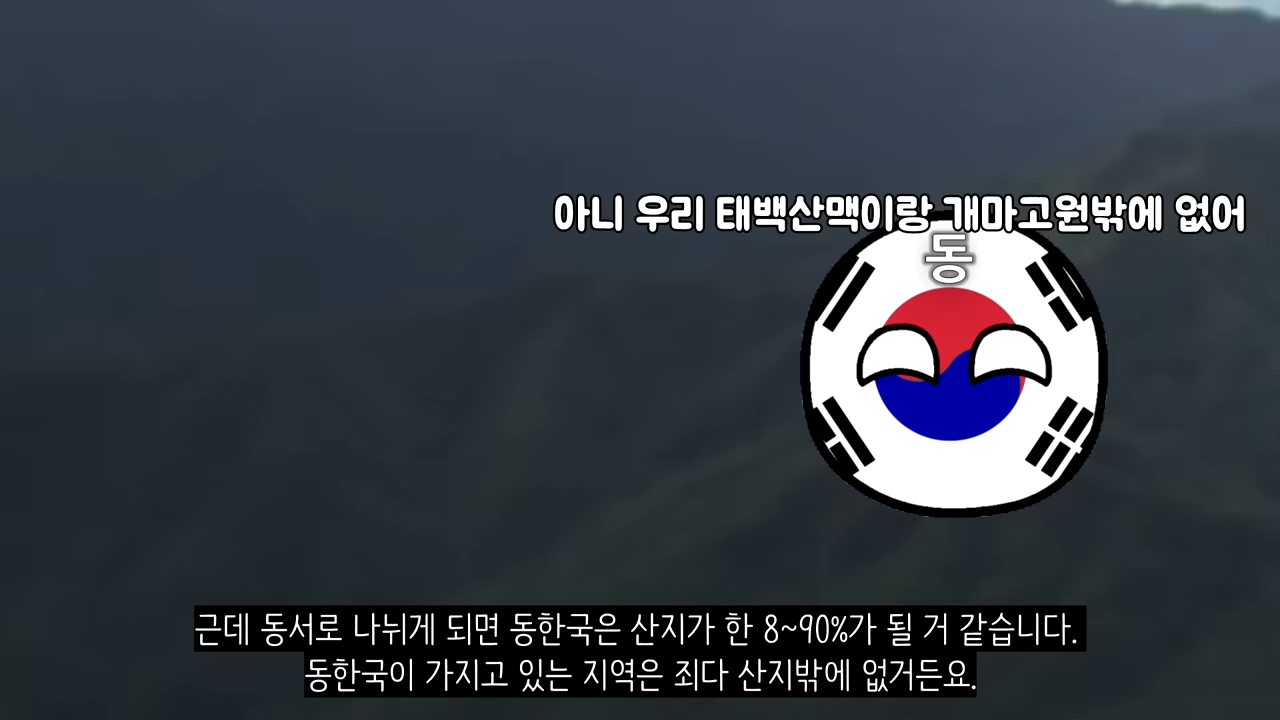 아니 우리 태백산맥이랑 개마고원밖에 없어
동
근데 동서로 나뉘게 되면 동한국은 산지가 한 8~90%가 될 거 같습니다.
동한국이 가지고 있는 지역은 죄다 산지밖에 없거든요.